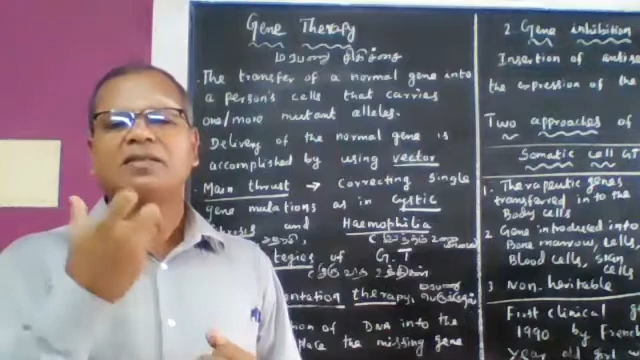 Gene Therapy
மரபணு சிகிச்சை
The transfer of a normal gene into
a person's cells that carries
one/more mutant alleles.
Delivery of the normal gene is
accomplished by using vector
Main thrust → Correcting single
gene mutations as in Cystic
and Haemophilia
of G.T
therapy,
of DNA into the
the missing gene
2. Gene inhibition
Insertion of
the expression of the
Two approaches of
Somatic cell GT
1. Therapeutic genes
transferred in to the
Body cells
2 Gene introduced into
Bone marrow, cells,
Blood cells, skin
cells
3 Non-heritable
First clinical
1990 by French